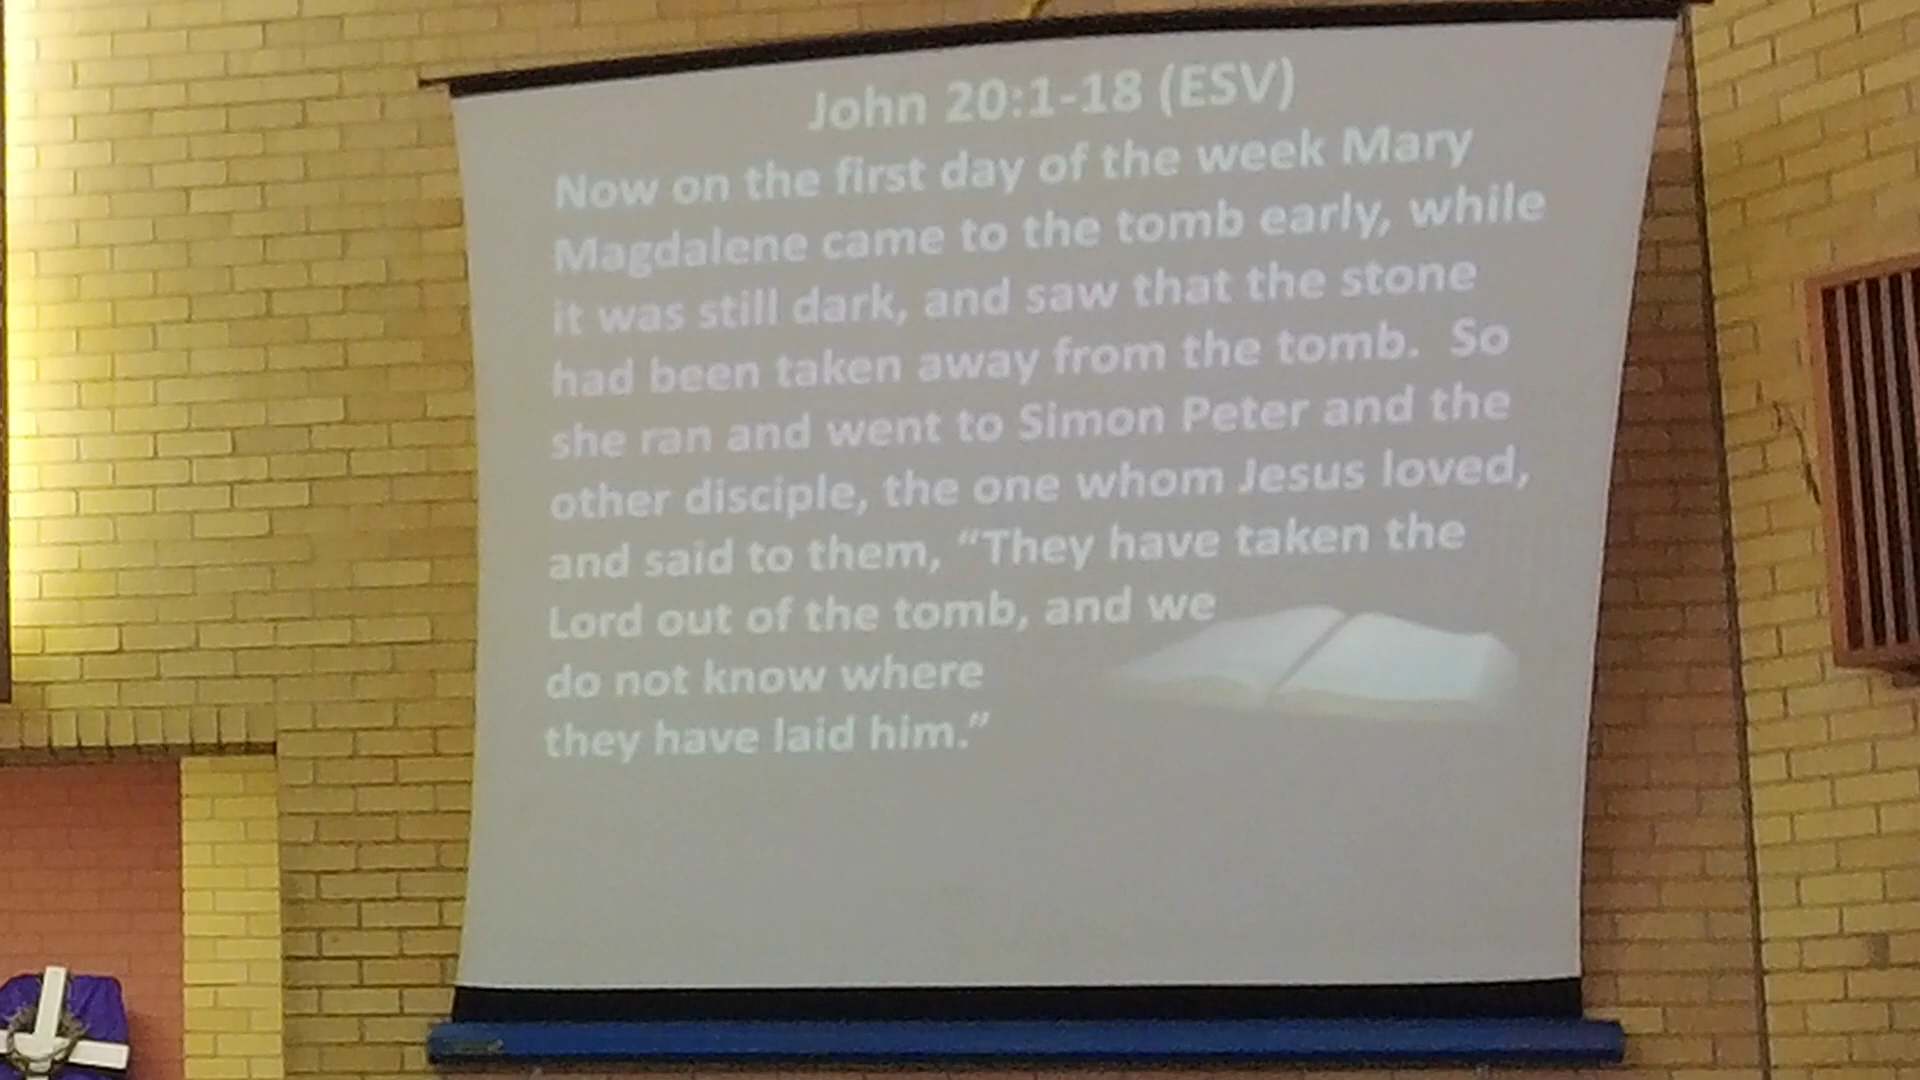 John 20:1-18 (ESV)
Now on the first day of the week Mary
Magdalene came to the tomb early, while
it was still dark, and saw that the stone
had been taken away from the tomb.  So
she ran and went to Simon Peter and the
other disciple, the one whom Jesus loved,
and said to them, “They have taken the
Lord out of the tomb, and we
do not know where
they have laid him.”